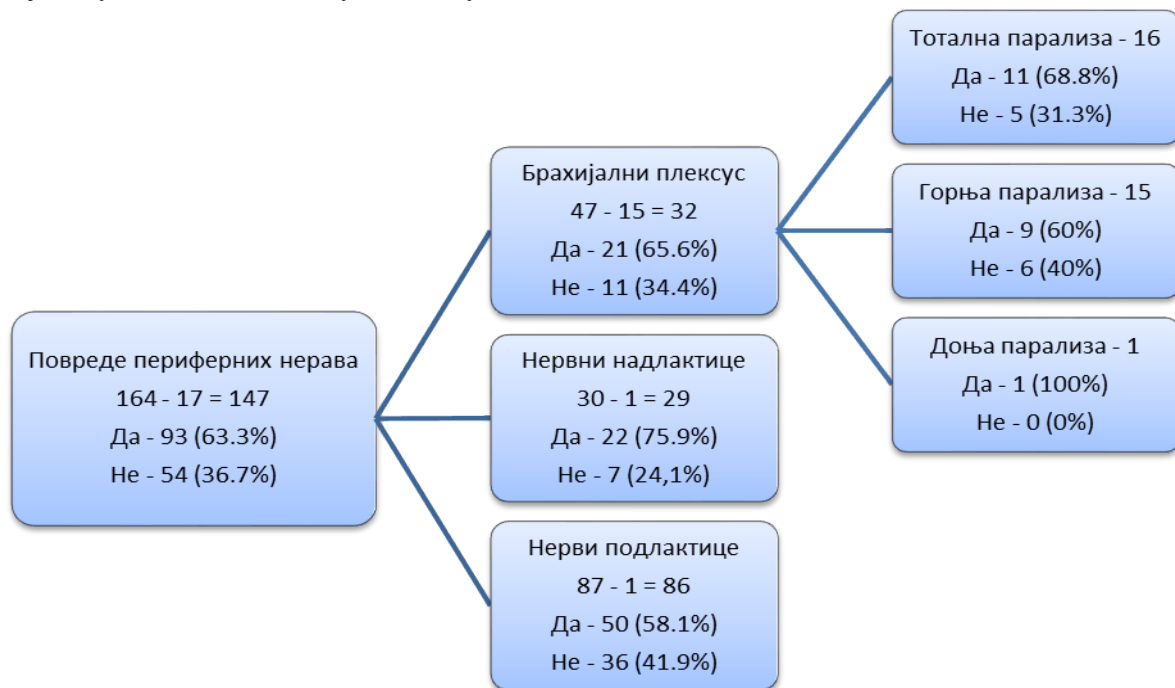 Повреде периферних нерава
164 - 17 = 147
Да - 93 (63.3%)
Не - 54 (36.7%)
Брахијални плексус
47 - 15 = 32
Да - 21 (65.6%)
Не - 11 (34.4%)
Нервни надлактице
30 - 1 = 29
Да - 22 (75.9%)
Не - 7 (24,1%)
Нерви подлактице
87 - 1 = 86
Да - 50 (58.1%)
Не - 36 (41.9%)
Тотална парализа - 16
Да - 11 (68.8%)
Не - 5 (31.3%)
Горња парализа - 15
Да - 9 (60%)
Не - 6 (40%)
Доња парализа - 1
Да - 1 (100%)
Не - 0 (0%)